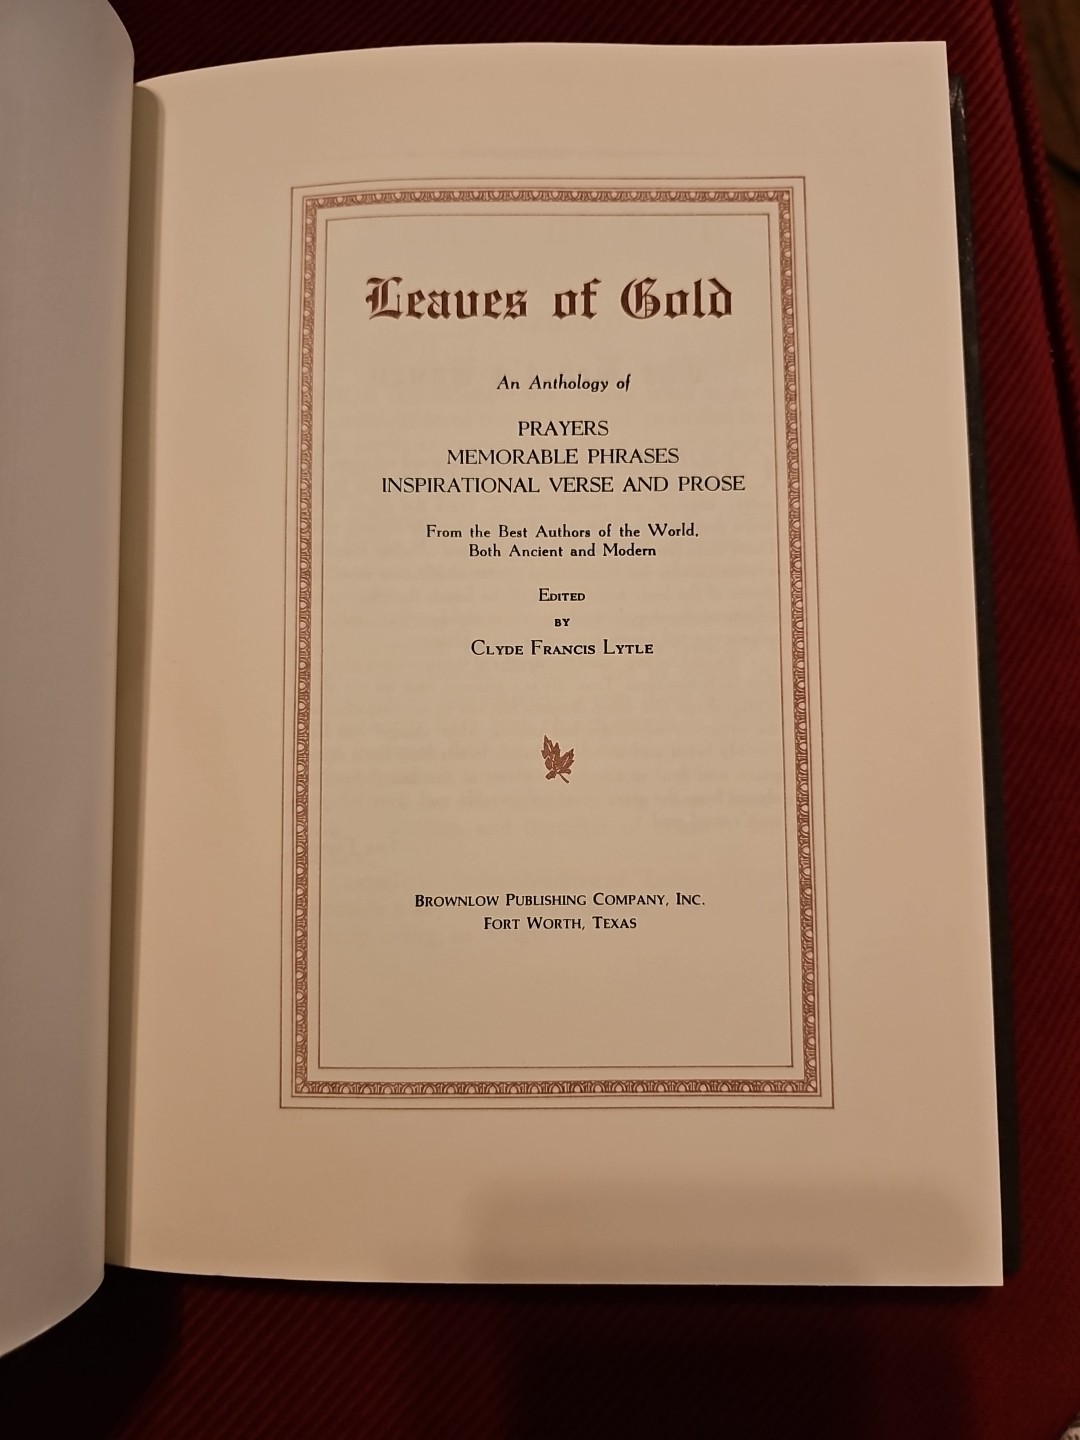 Leaves of Gold
An Anthology of
PRAYERS
MEMORABLE PHRASES
INSPIRATIONAL VERSE AND PROSE
From the Best Authors of the World,
Both Ancient and Modern
EDITED
BY
CLYDE FRANCIS LYTLE
BROWNLOW PUBLISHING COMPANY, INC.
FORT WORTH, TEXAS